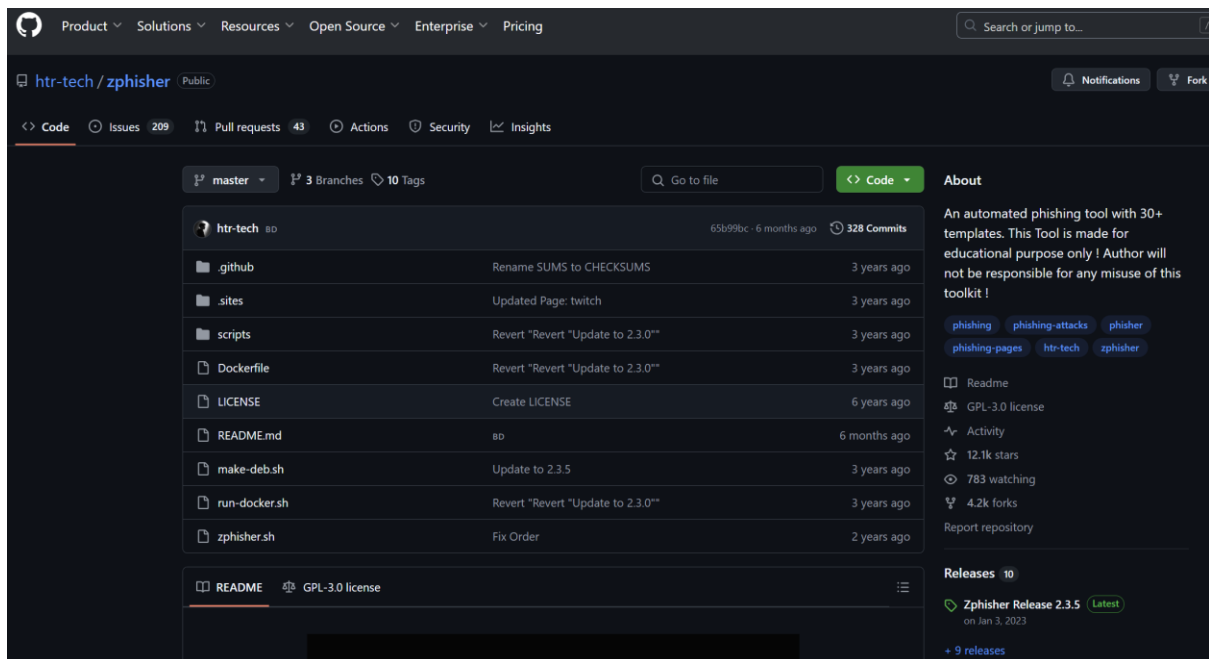 Product Solutions Resources Open Source Enterprise Pricing Search or jump to...
htr-tech / zphisher Public Notifications Fork
Code Issues 209 Pull requests 43 Actions Security Insights
master 3 Branches 10 Tags Go to file Code
htr-tech BD 65b99bc · 6 months ago 328 Commits
.github Rename SUMS to CHECKSUMS 3 years ago
.sites Updated Page: twitch 3 years ago
scripts Revert "Revert "Update to 2.3.0"" 3 years ago
Dockerfile Revert "Revert "Update to 2.3.0"" 3 years ago
LICENSE Create LICENSE 6 years ago
README.md BD 6 months ago
make-deb.sh Update to 2.3.5 3 years ago
run-docker.sh Revert "Revert "Update to 2.3.0"" 3 years ago
zphisher.sh Fix Order 2 years ago
README GPL-3.0 license
About
An automated phishing tool with 30+
templates. This Tool is made for
educational purpose only ! Author will
not be responsible for any misuse of this
toolkit !
phishing phishing-attacks phisher
phishing-pages htr-tech zphisher
Readme
GPL-3.0 license
Activity
12.1k stars
783 watching
4.2k forks
Report repository
Releases 10
Zphisher Release 2.3.5 Latest
on Jan 3, 2023
+ 9 releases